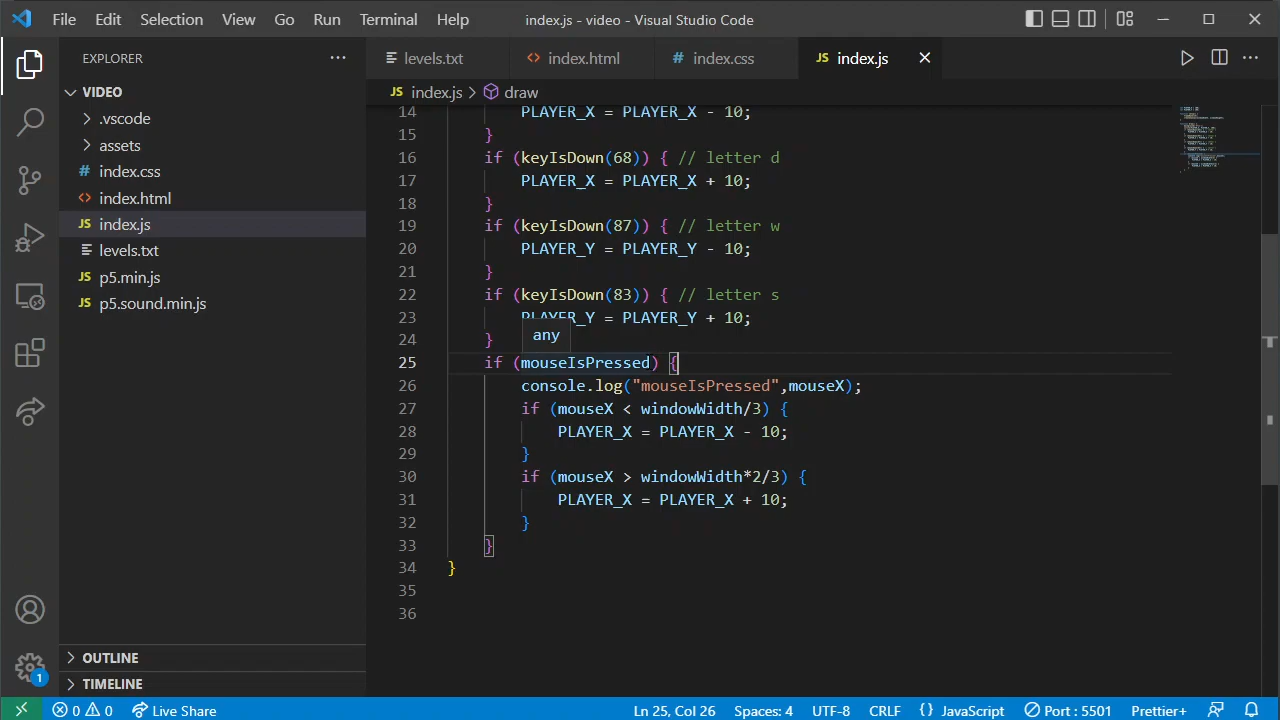 File Edit Selection View Go Run Terminal Help index.js - video - Visual Studio Code
EXPLORER
levels.txt index.html # index.css JS index.js
VIDEO
JS index.js > draw
.vscode
assets
# index.css
<> index.html
JS index.js
levels.txt
JS p5.min.js
JS p5.sound.min.js
14 PLAYER_X = PLAYER_X - 10;
15 }
16 if (keyIsDown(68)) { // letter d
17 PLAYER_X = PLAYER_X + 10;
18 }
19 if (keyIsDown(87)) { // letter w
20 PLAYER_Y = PLAYER_Y - 10;
21 }
22 if (keyIsDown(83)) { // letter s
23 PLAYER_Y = PLAYER_Y + 10;
any
24 }
25 if (mouseIsPressed) {
26 console.log("mouseIsPressed",mouseX);
27 if (mouseX < windowWidth/3) {
28 PLAYER_X = PLAYER_X - 10;
29 }
30 if (mouseX > windowWidth*2/3) {
31 PLAYER_X = PLAYER_X + 10;
32 }
33 }
34 }
35
36
OUTLINE
TIMELINE
1
0 0 Live Share Ln 25, Col 26 Spaces: 4 UTF-8 CRLF {} JavaScript Port : 5501 Prettier+